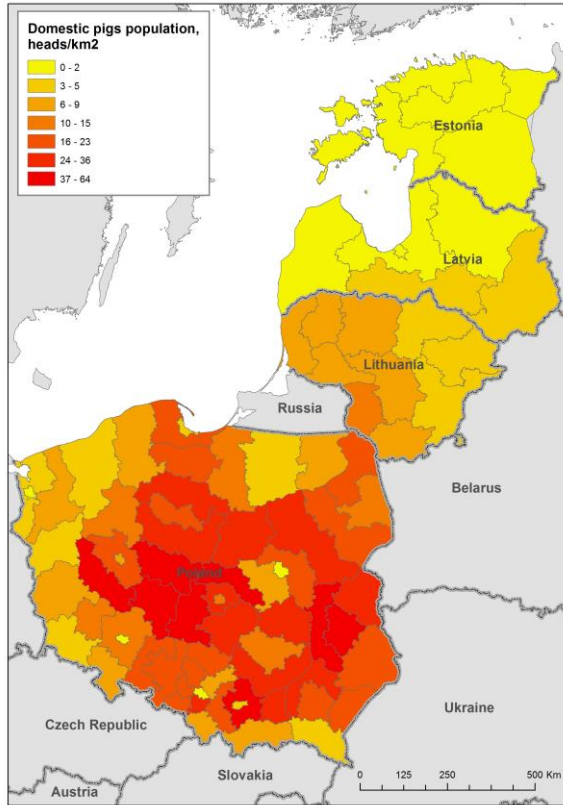 Domestic pigs population,
heads/km2
0 - 2
3 - 5
6 - 9
10 - 15
16 - 23
24 - 36
37 - 64
Estonia
Latvia
Lithuania
Russia
Belarus
Poland
Ukraine
Czech Republic
Slovakia
Austria
0 125 250 500 Km